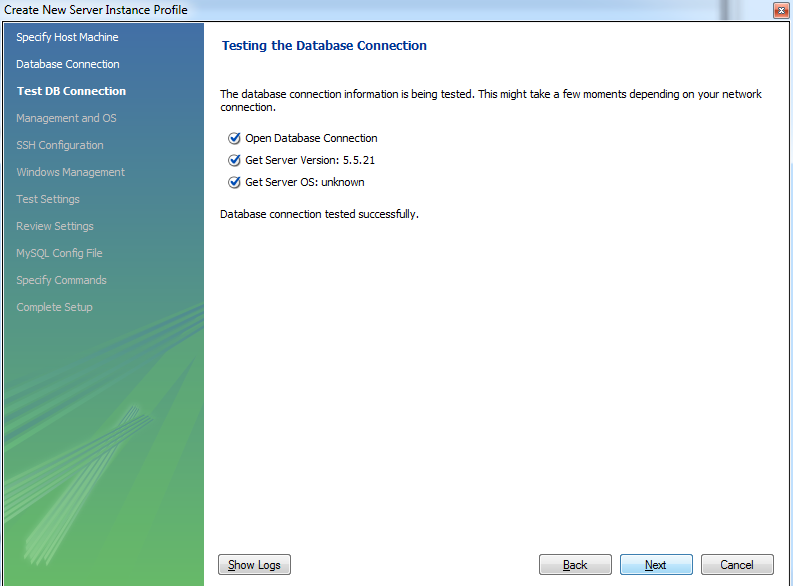 Create New Server Instance Profile
Specify Host Machine
Database Connection
Test DB Connection
Management and OS
SSH Configuration
Windows Management
Test Settings
Review Settings
MySQL Config File
Specify Commands
Complete Setup
Testing the Database Connection
The database connection information is being tested. This might take a few moments depending on your network
connection.
Open Database Connection
Get Server Version: 5.5.21
Get Server OS: unknown
Database connection tested successfully.
Show Logs
Back
Next
Cancel